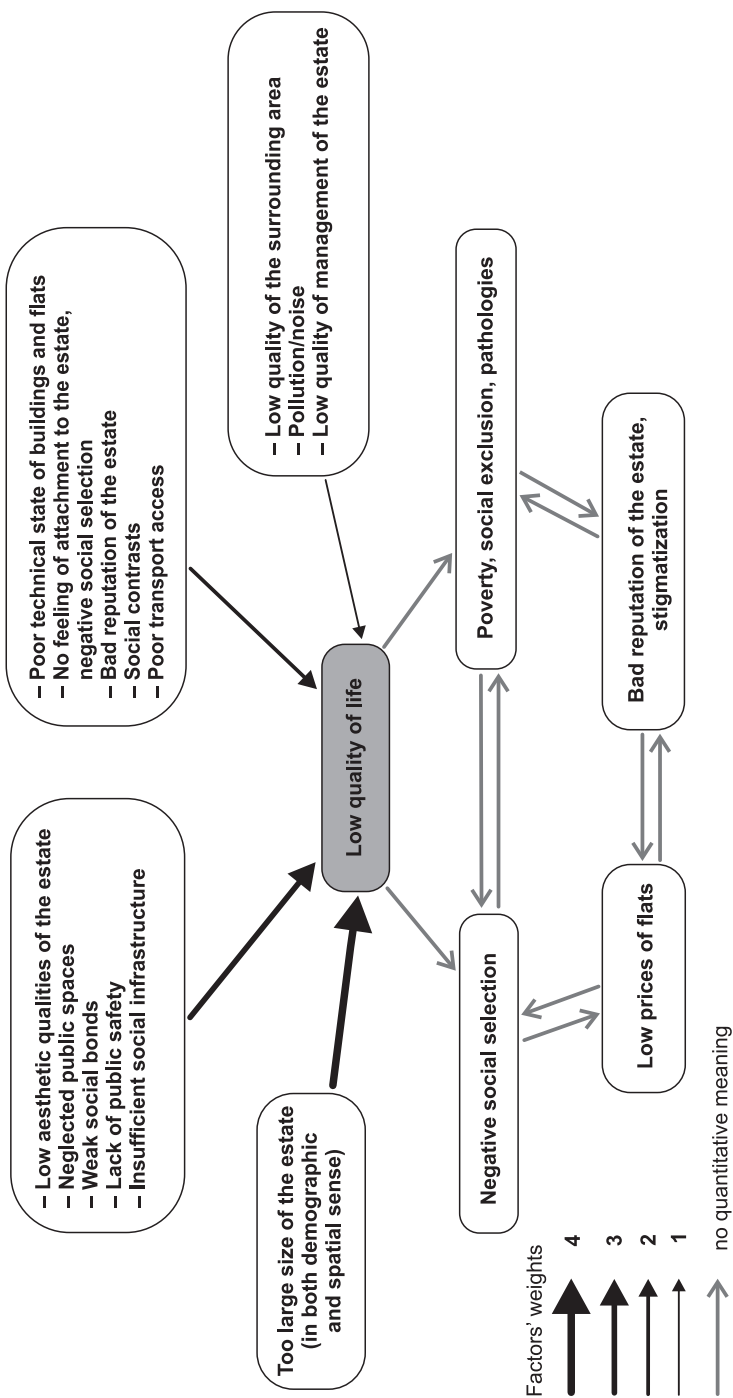 – Low aesthetic qualities of the estate
– Neglected public spaces
– Weak social bonds
– Lack of public safety
– Insufficient social infrastructure
– Poor technical state of buildings and flats
– No feeling of attachment to the estate,
negative social selection
– Bad reputation of the estate
– Social contrasts
– Poor transport access
Too large size of the estate
(in both demographic
and spatial sense)
– Low quality of the surrounding area
– Pollution/noise
– Low quality of management of the estate
Low quality of life
Negative social selection
Poverty, social exclusion, pathologies
Low prices of flats
Bad reputation of the estate,
stigmatization
Factors' weights
4
3
2
1
no quantitative meaning